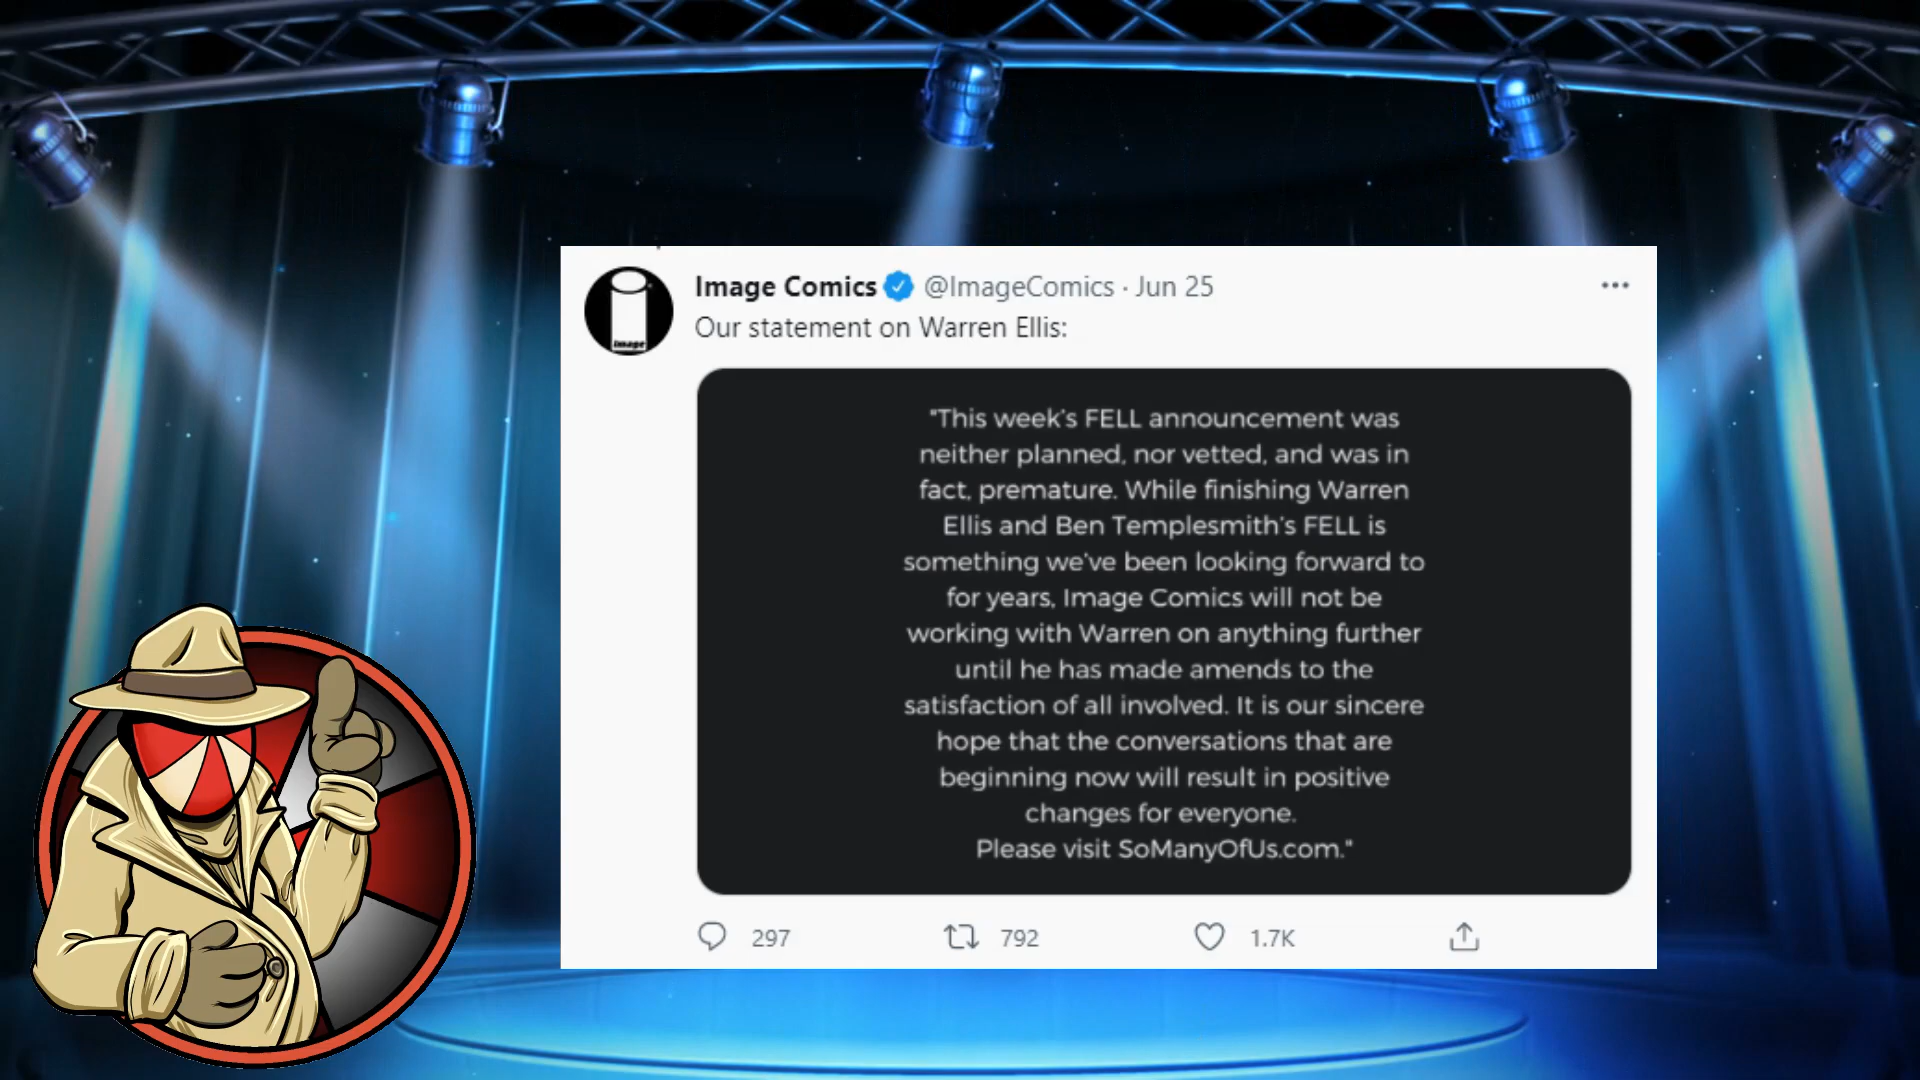 Image Comics @ImageComics · Jun 25
Our statement on Warren Ellis:
"This week's FELL announcement was
neither planned, nor vetted, and was in
fact, premature. While finishing Warren
Ellis and Ben Templesmith's FELL is
something we've been looking forward to
for years, Image Comics will not be
working with Warren on anything further
until he has made amends to the
satisfaction of all involved. It is our sincere
hope that the conversations that are
beginning now will result in positive
changes for everyone.
Please visit SoManyOfUs.com."
297 792 1.7K
image